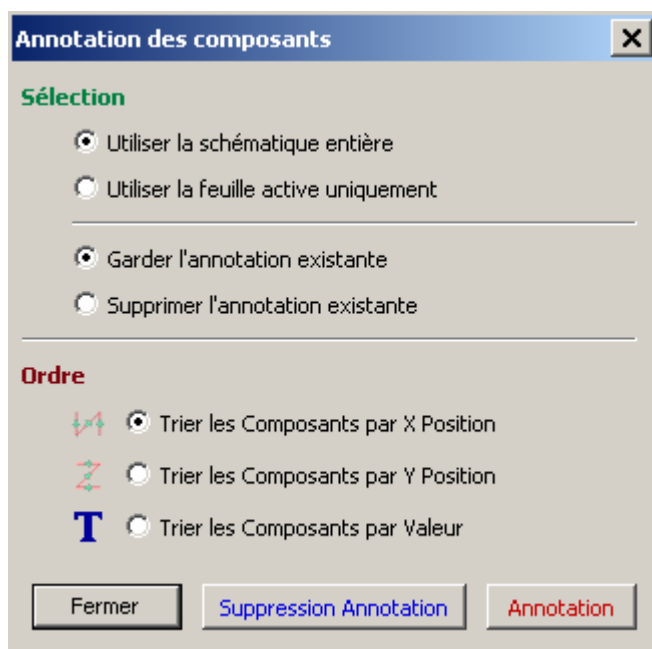 Annotation des composants
Sélection
Utiliser la schématique entière
Utiliser la feuille active uniquement
Garder l'annotation existante
Supprimer l'annotation existante
Ordre
Trier les Composants par X Position
Trier les Composants par Y Position
T Trier les Composants par Valeur
Fermer Suppression Annotation Annotation